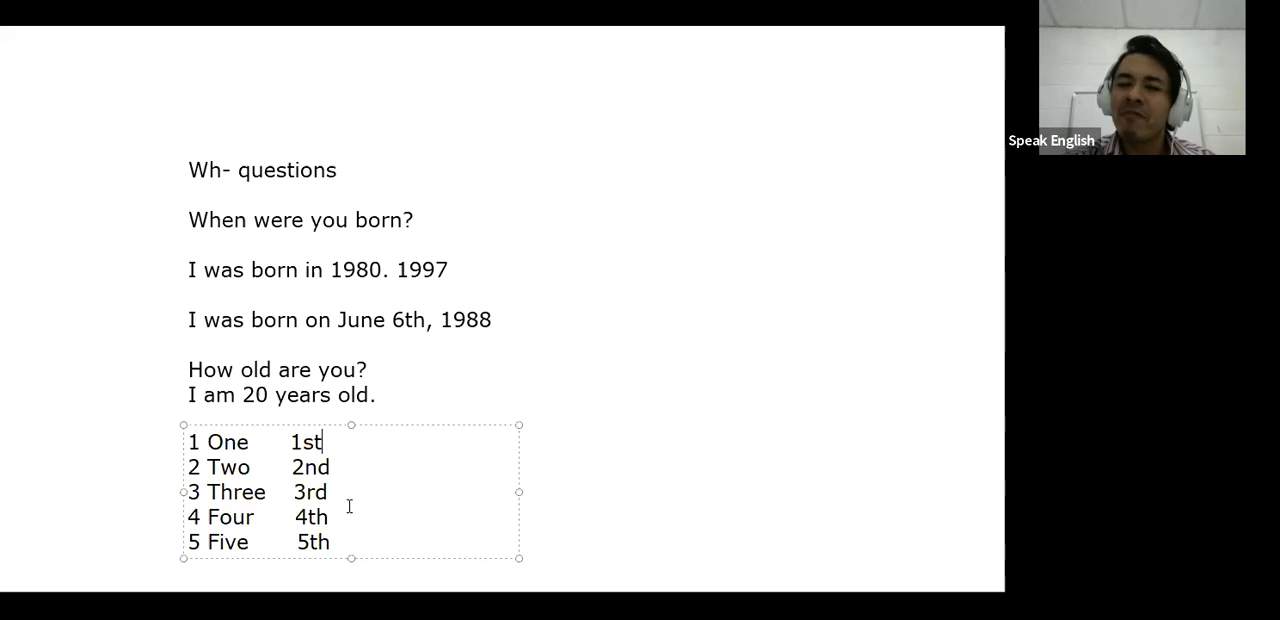 Wh- questions
When were you born?
I was born in 1980. 1997
I was born on June 6th, 1988
How old are you?
I am 20 years old.
1 One 1st
2 Two 2nd
3 Three 3rd
4 Four 4th
5 Five 5th
Speak English